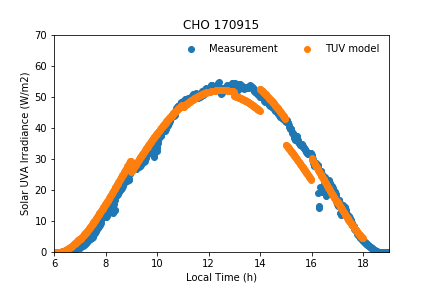 CHO 170915
Measurement TUV model
70
60
50
40
30
20
10
0
Solar UVA Irradiance (W/m2)
6 8 10 12 14 16 18
Local Time (h)